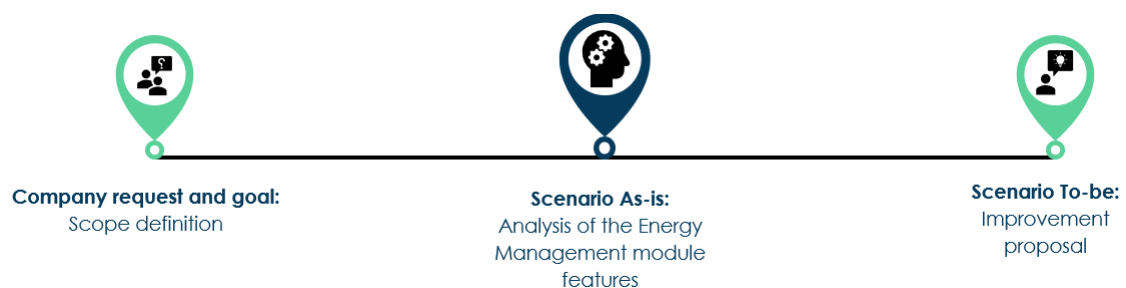 Company request and goal:
Scope definition
Scenario As-is:
Analysis of the Energy
Management module
features
Scenario To-be:
Improvement
proposal